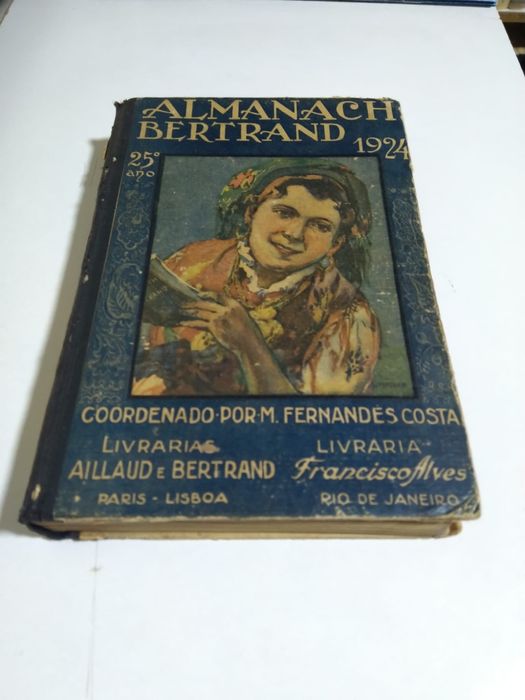 ALMANACH
BERTRAND 1924
25º
ano
COORDENADO·POR·M. FERNANDES COSTA
LIVRARIAS
AILLAUD E BERTRAND
PARIS - LISBOA
LIVRARIA
Francisco Alves
RIO DE JANEIRO